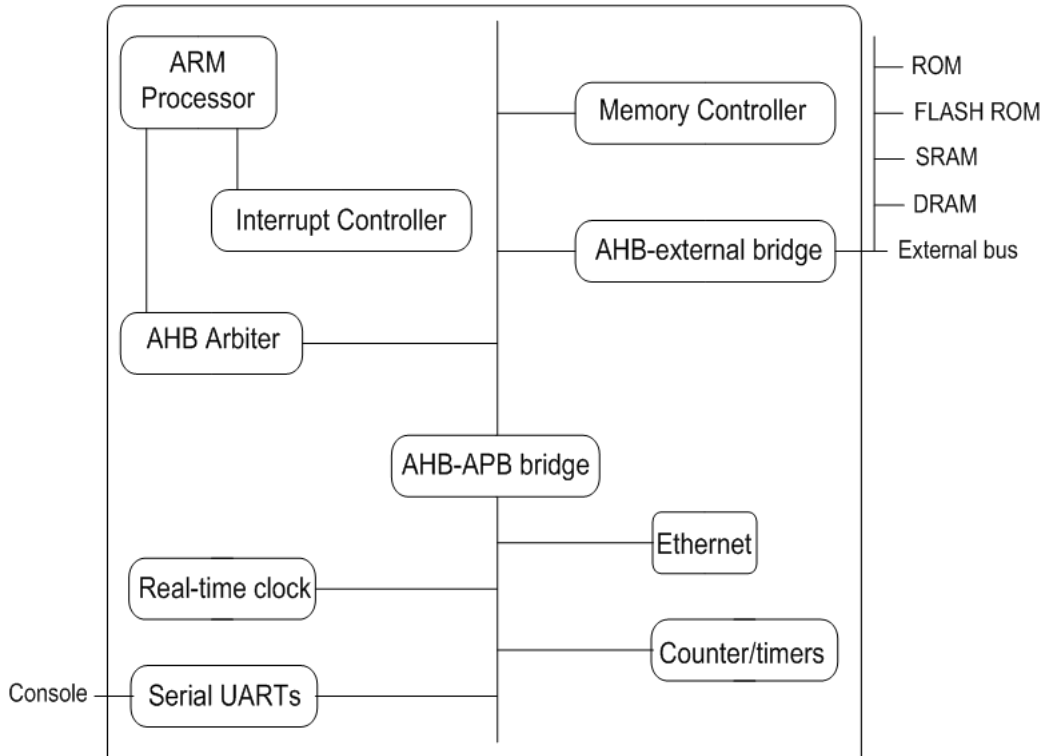 ARM
Processor
ROM
Memory Controller
FLASH ROM
SRAM
Interrupt Controller
DRAM
AHB-external bridge
External bus
AHB Arbiter
AHB-APB bridge
Ethernet
Real-time clock
Counter/timers
Console
Serial UARTs